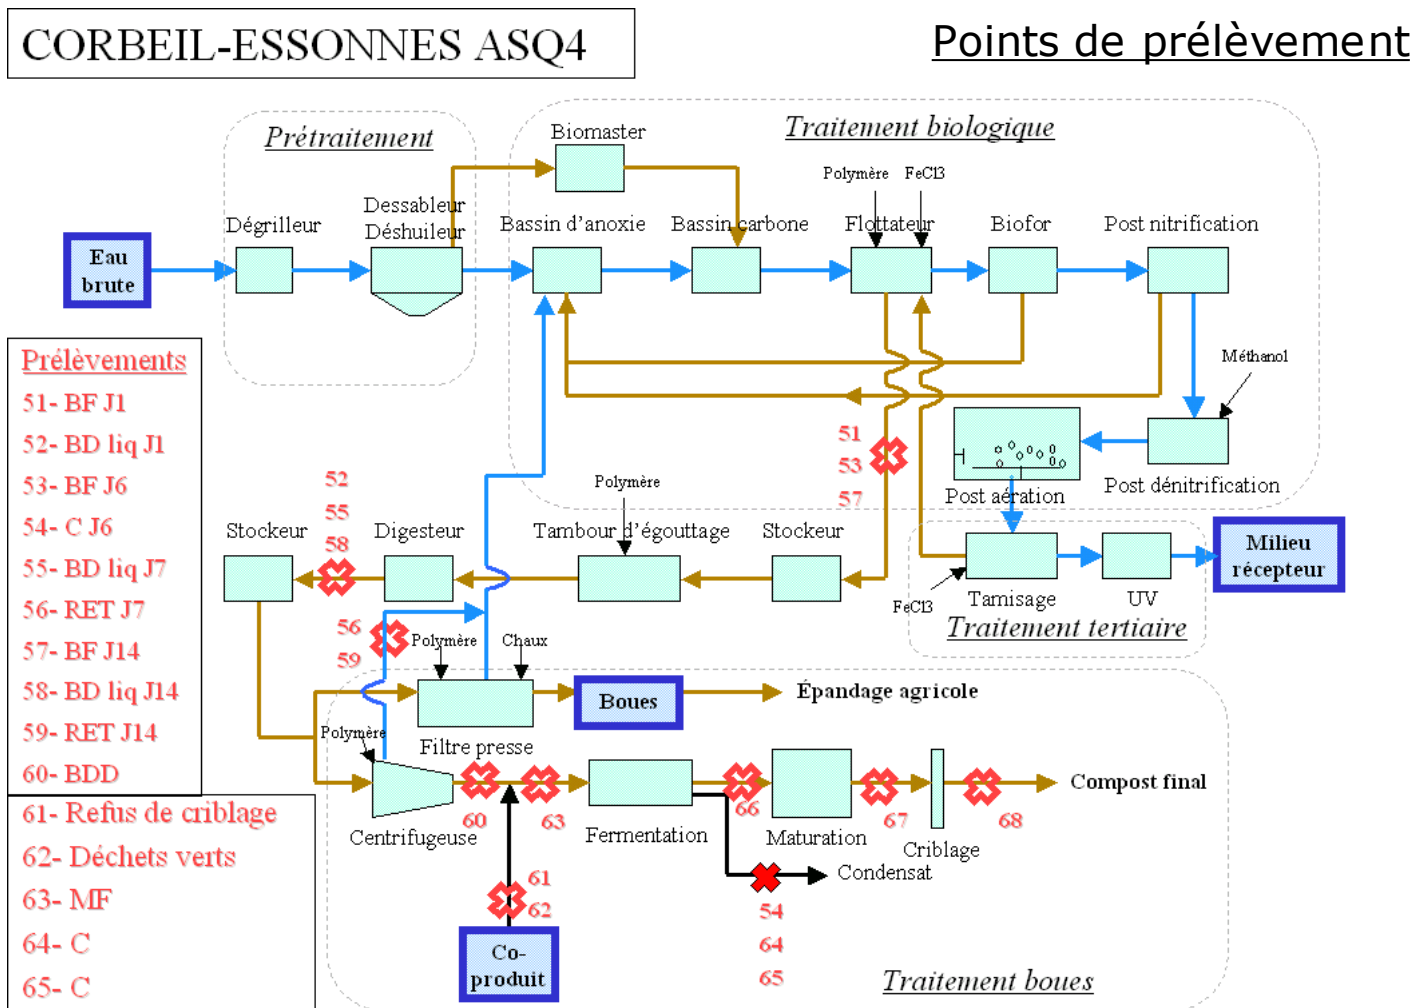 CORBEIL-ESSONNES ASQ4
Points de prélèvement
Prétraitement
Biomaster
Traitement biologique
Polymère
FeCl3
Dégrilleur
Dessableur
Déshuileur
Bassin d'anoxie
Bassin carbone
Flottateur
Biofor
Post nitrification
Eau
brute
Méthanol
Prélèvements
51- BF J1
52- BD liq J1
53- BF J6
54- C J6
55- BD liq J7
56- RET J7
57- BF J14
58- BD liq J14
59- RET J14
60- BDD
61- Refus de criblage
62- Déchets verts
63- MF
64- C
65- C
51
53
57
Post aération
Post dénitrification
52
55
58
Polymère
Stockeur
Digesteur
Tambour d'égouttage
Stockeur
Milieu
récepteur
FeCl3
Tamisage
UV
Traitement tertiaire
56
59
Polymère
Chaux
Boues
Épandage agricole
Filtre presse
Polymère
Centrifugeuse
60
63
Fermentation
66
Maturation
67
Criblage
68
Compost final
Condensat
61
62
54
64
65
Co-
produit
Traitement boues